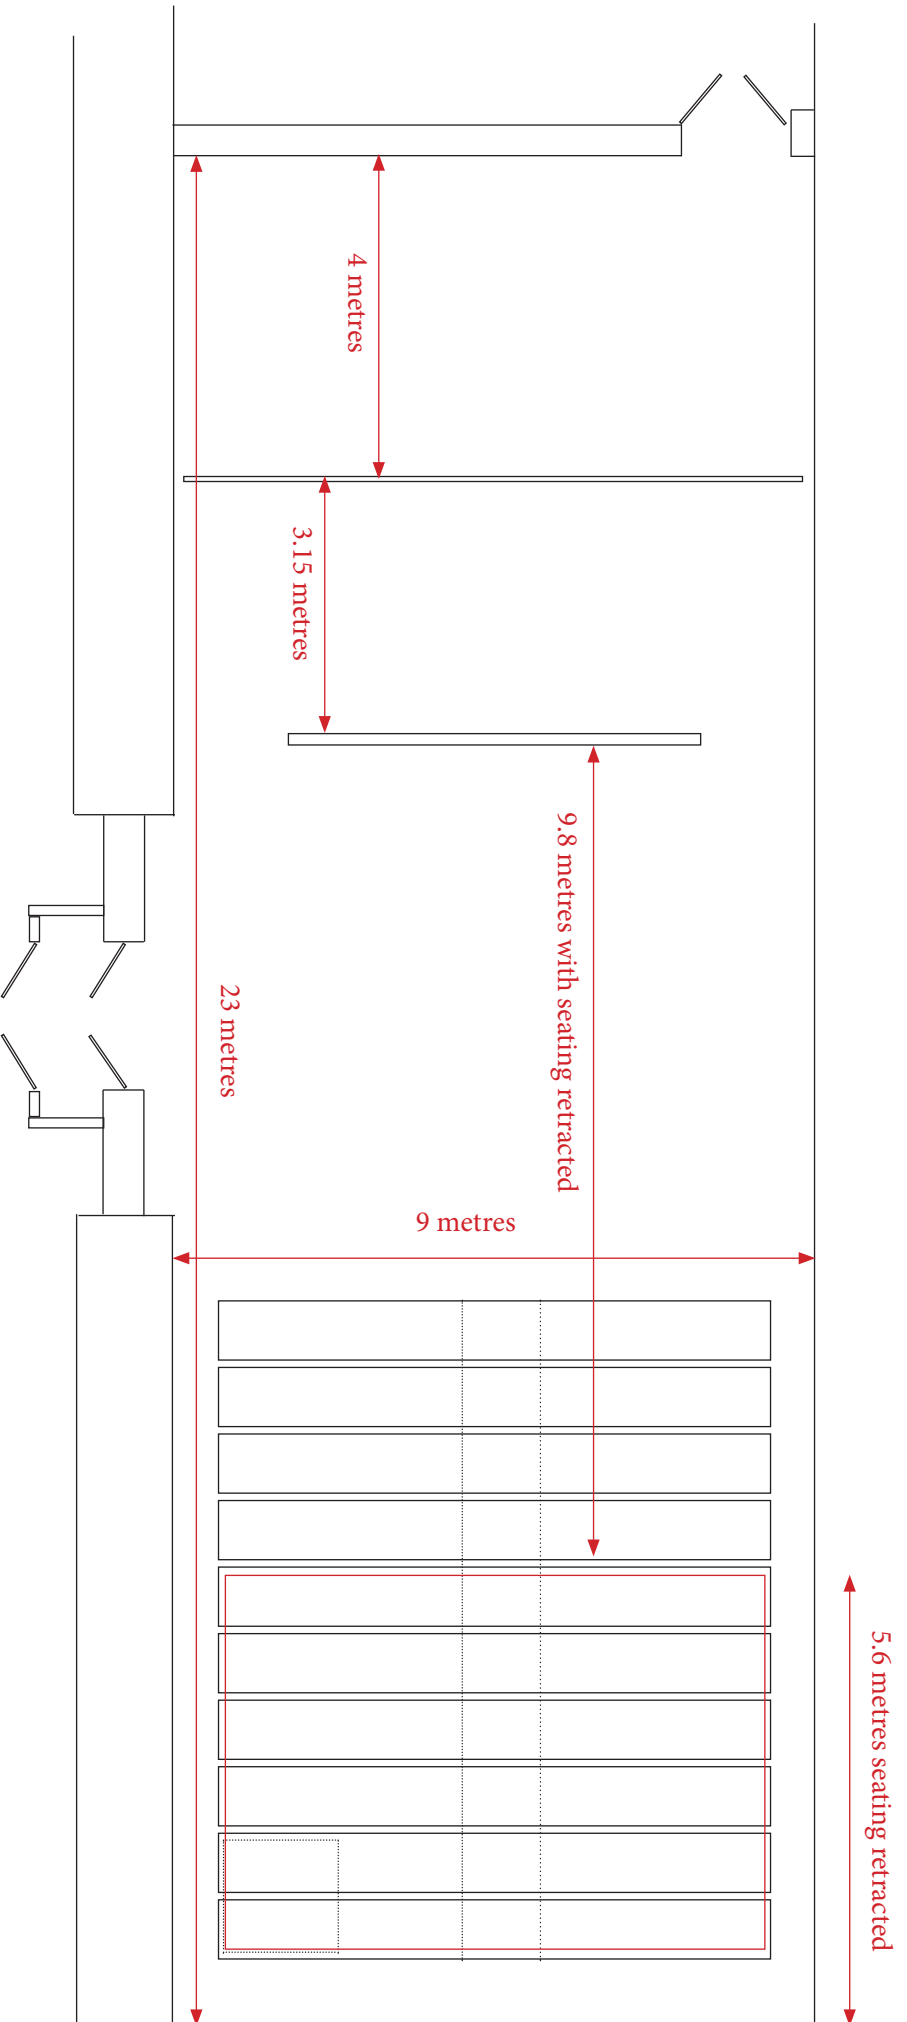 4 metres
3.15 metres
9.8 metres with seating retracted
23 metres
9 metres
5.6 metres seating retracted